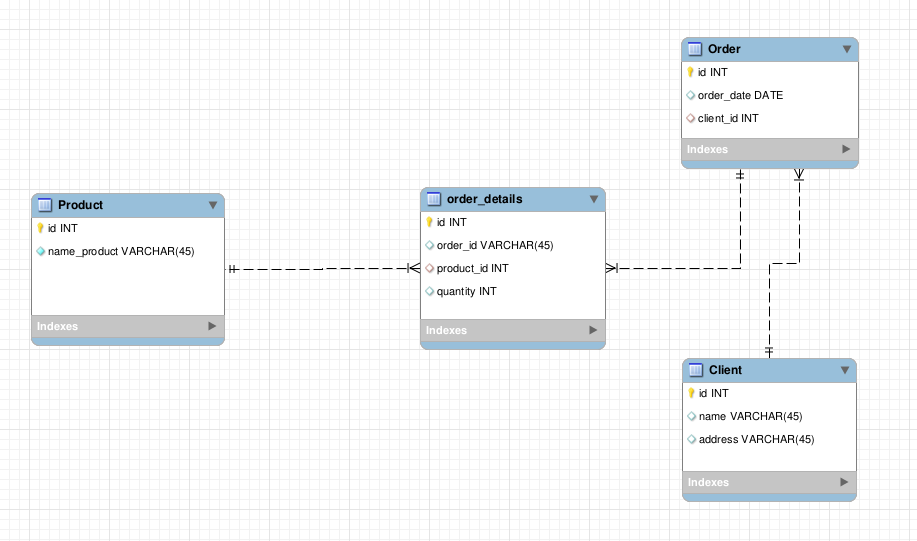 Order
id INT
order_date DATE
client_id INT
Indexes
Product
id INT
name_product VARCHAR(45)
Indexes
order_details
id INT
order_id VARCHAR(45)
product_id INT
quantity INT
Indexes
Client
id INT
name VARCHAR(45)
address VARCHAR(45)
Indexes